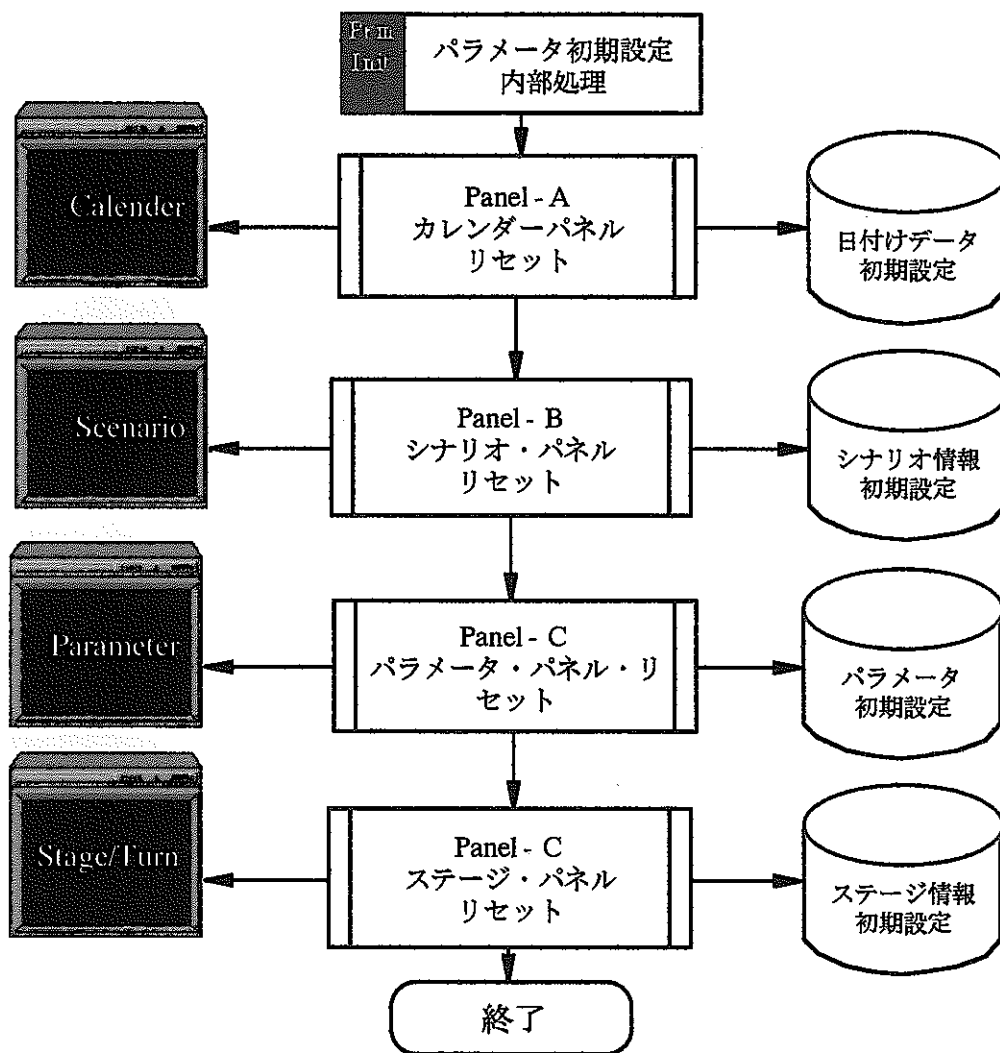 Prm
Init
パラメータ初期設定
内部処理
Calender
Panel - A
カレンダーパネル
リセット
日付けデータ
初期設定
Scenario
Panel - B
シナリオ・パネル
リセット
シナリオ情報
初期設定
Parameter
Panel - C
パラメータ・パネル・リ
セット
パラメータ
初期設定
Stage/Turn
Panel - C
ステージ・パネル
リセット
ステージ情報
初期設定
終了